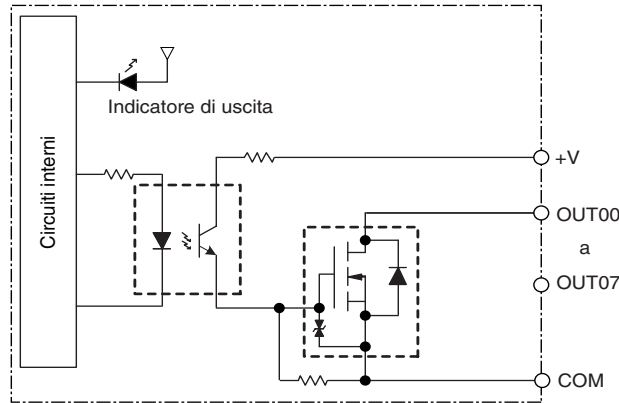 Indicatore di uscita
Circuiti interni
+V
OUT00
a
OUT07
COM